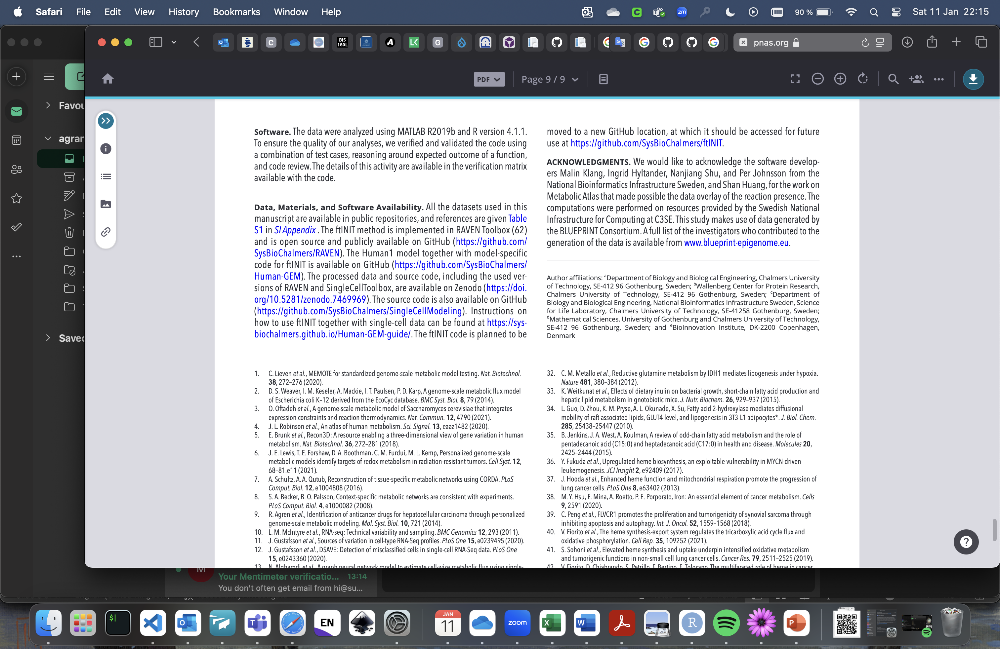 Safari File Edit View History Bookmarks Window Help
zm
90 %
Sat 11 Jan 22:15
BIS
180L
pnas.org
PDF
Page 9 / 9
Favou
agran
Saved
Software. The data were analyzed using MATLAB R2019b and R version 4.1.1.
To ensure the quality of our analyses, we verified and validated the code using
a combination of test cases, reasoning around expected outcome of a function,
and code review. The details of this activity are available in the verification matrix
available with the code.
Data, Materials, and Software Availability. All the datasets used in this
manuscript are available in public repositories, and references are given Table
S1 in SI Appendix . The ftINIT method is implemented in RAVEN Toolbox (62)
and is open source and publicly available on GitHub (https://github.com/
SysBioChalmers/RAVEN). The Human1 model together with model-specific
code for ftINIT is available on GitHub (https://github.com/SysBioChalmers/
Human-GEM). The processed data and source code, including the used ver-
sions of RAVEN and SingleCellToolbox, are available on Zenodo (https://doi.
org/10.5281/zenodo.7469969). The source code is also available on GitHub
(https://github.com/SysBioChalmers/SingleCellModeling). Instructions on
how to use ftINIT together with single-cell data can be found at https://sys-
biochalmers.github.io/Human-GEM-guide/. The ftINIT code is planned to be
moved to a new GitHub location, at which it should be accessed for future
use at https://github.com/SysBioChalmers/ftINIT.
ACKNOWLEDGMENTS. We would like to acknowledge the software develop-
ers Malin Klang, Ingrid Hyltander, Nanjiang Shu, and Per Johnsson from the
National Bioinformatics Infrastructure Sweden, and Shan Huang, for the work on
Metabolic Atlas that made possible the data overlay of the reaction presence. The
computations were performed on resources provided by the Swedish National
Infrastructure for Computing at C3SE. This study makes use of data generated by
the BLUEPRINT Consortium. A full list of the investigators who contributed to the
generation of the data is available from www.blueprint-epigenome.eu.
Author affiliations: aDepartment of Biology and Biological Engineering, Chalmers University
of Technology, SE-412 96 Gothenburg, Sweden; bWallenberg Center for Protein Research,
Chalmers University of Technology, SE-412 96 Gothenburg, Sweden; cDepartment of
Biology and Biological Engineering, National Bioinformatics Infrastructure Sweden, Science
for Life Laboratory, Chalmers University of Technology, SE-41258 Gothenburg, Sweden;
dMathematical Sciences, University of Gothenburg and Chalmers University of Technology,
SE-412 96 Gothenburg, Sweden; and eBioInnovation Institute, DK-2200 Copenhagen,
Denmark
1. C. Lieven et al., MEMOTE for standardized genome-scale metabolic model testing. Nat. Biotechnol.
38, 272–276 (2020).
2. D. S. Weaver, I. M. Keseler, A. Mackie, I. T. Paulsen, P. D. Karp, A genome-scale metabolic flux model
of Escherichia coli K–12 derived from the EcoCyc database. BMC Syst. Biol. 8, 79 (2014).
3. O. Oftadeh et al., A genome-scale metabolic model of Saccharomyces cerevisiae that integrates
expression constraints and reaction thermodynamics. Nat. Commun. 12, 4790 (2021).
4. J. L. Robinson et al., An atlas of human metabolism. Sci. Signal. 13, eaaz1482 (2020).
5. E. Brunk et al., Recon3D: A resource enabling a three-dimensional view of gene variation in human
metabolism. Nat. Biotechnol. 36, 272–281 (2018).
6. J. E. Lewis, T. E. Forshaw, D. A. Boothman, C. M. Furdui, M. L. Kemp, Personalized genome-scale
metabolic models identify targets of redox metabolism in radiation-resistant tumors. Cell Syst. 12,
68–81.e11 (2021).
7. A. Schultz, A. A. Qutub, Reconstruction of tissue-specific metabolic networks using CORDA. PLoS
Comput. Biol. 12, e1004808 (2016).
8. S. A. Becker, B. O. Palsson, Context-specific metabolic networks are consistent with experiments.
PLoS Comput. Biol. 4, e1000082 (2008).
9. R. Agren et al., Identification of anticancer drugs for hepatocellular carcinoma through personalized
genome-scale metabolic modeling. Mol. Syst. Biol. 10, 721 (2014).
10. L. M. McIntyre et al., RNA-seq: Technical variability and sampling. BMC Genomics 12, 293 (2011).
11. J. Gustafsson et al., Sources of variation in cell-type RNA-Seq profiles. PLoS One 15, e0239495 (2020).
12. J. Gustafsson et al., DSAVE: Detection of misclassified cells in single-cell RNA-Seq data. PLoS One
15, e0243360 (2020).
13. N. Alghamdi et al., A graph neural network model to estimate cell-wise metabolic flux using single-
32. C. M. Metallo et al., Reductive glutamine metabolism by IDH1 mediates lipogenesis under hypoxia.
Nature 481, 380–384 (2012).
33. K. Weitkunat et al., Effects of dietary inulin on bacterial growth, short-chain fatty acid production and
hepatic lipid metabolism in gnotobiotic mice. J. Nutr. Biochem. 26, 929–937 (2015).
34. L. Guo, D. Zhou, K. M. Pryse, A. L. Okunade, X. Su, Fatty acid 2-hydroxylase mediates diffusional
mobility of raft-associated lipids, GLUT4 level, and lipogenesis in 3T3-L1 adipocytes*. J. Biol. Chem.
285, 25438–25447 (2010).
35. B. Jenkins, J. A. West, A. Koulman, A review of odd-chain fatty acid metabolism and the role of
pentadecanoic acid (C15:0) and heptadecanoic acid (C17:0) in health and disease. Molecules 20,
2425–2444 (2015).
36. Y. Fukuda et al., Upregulated heme biosynthesis, an exploitable vulnerability in MYCN-driven
leukemogenesis. JCI Insight 2, e92409 (2017).
37. J. Hooda et al., Enhanced heme function and mitochondrial respiration promote the progression of
lung cancer cells. PLoS One 8, e63402 (2013).
38. M. Y. Hsu, E. Mina, A. Roetto, P. E. Porporato, Iron: An essential element of cancer metabolism. Cells
9, 2591 (2020).
39. C. Peng et al., FLVCR1 promotes the proliferation and tumorigenicity of synovial sarcoma through
inhibiting apoptosis and autophagy. Int. J. Oncol. 52, 1559–1568 (2018).
40. V. Fiorito et al., The heme synthesis-export system regulates the tricarboxylic acid cycle flux and
oxidative phosphorylation. Cell Rep. 35, 109252 (2021).
41. S. Sohoni et al., Elevated heme synthesis and uptake underpin intensified oxidative metabolism
and tumorigenic functions in non-small cell lung cancer cells. Cancer Res. 79, 2511–2525 (2019).
42. V. Fiorito, D. Chiabrando, S. Petrillo, F. Bertino, E. Tolosano, The multifaceted role of heme in cancer
Your Mentimeter verificatio... 13:14
You don't often get email from hi@su...
EN
JAN
11
zoom